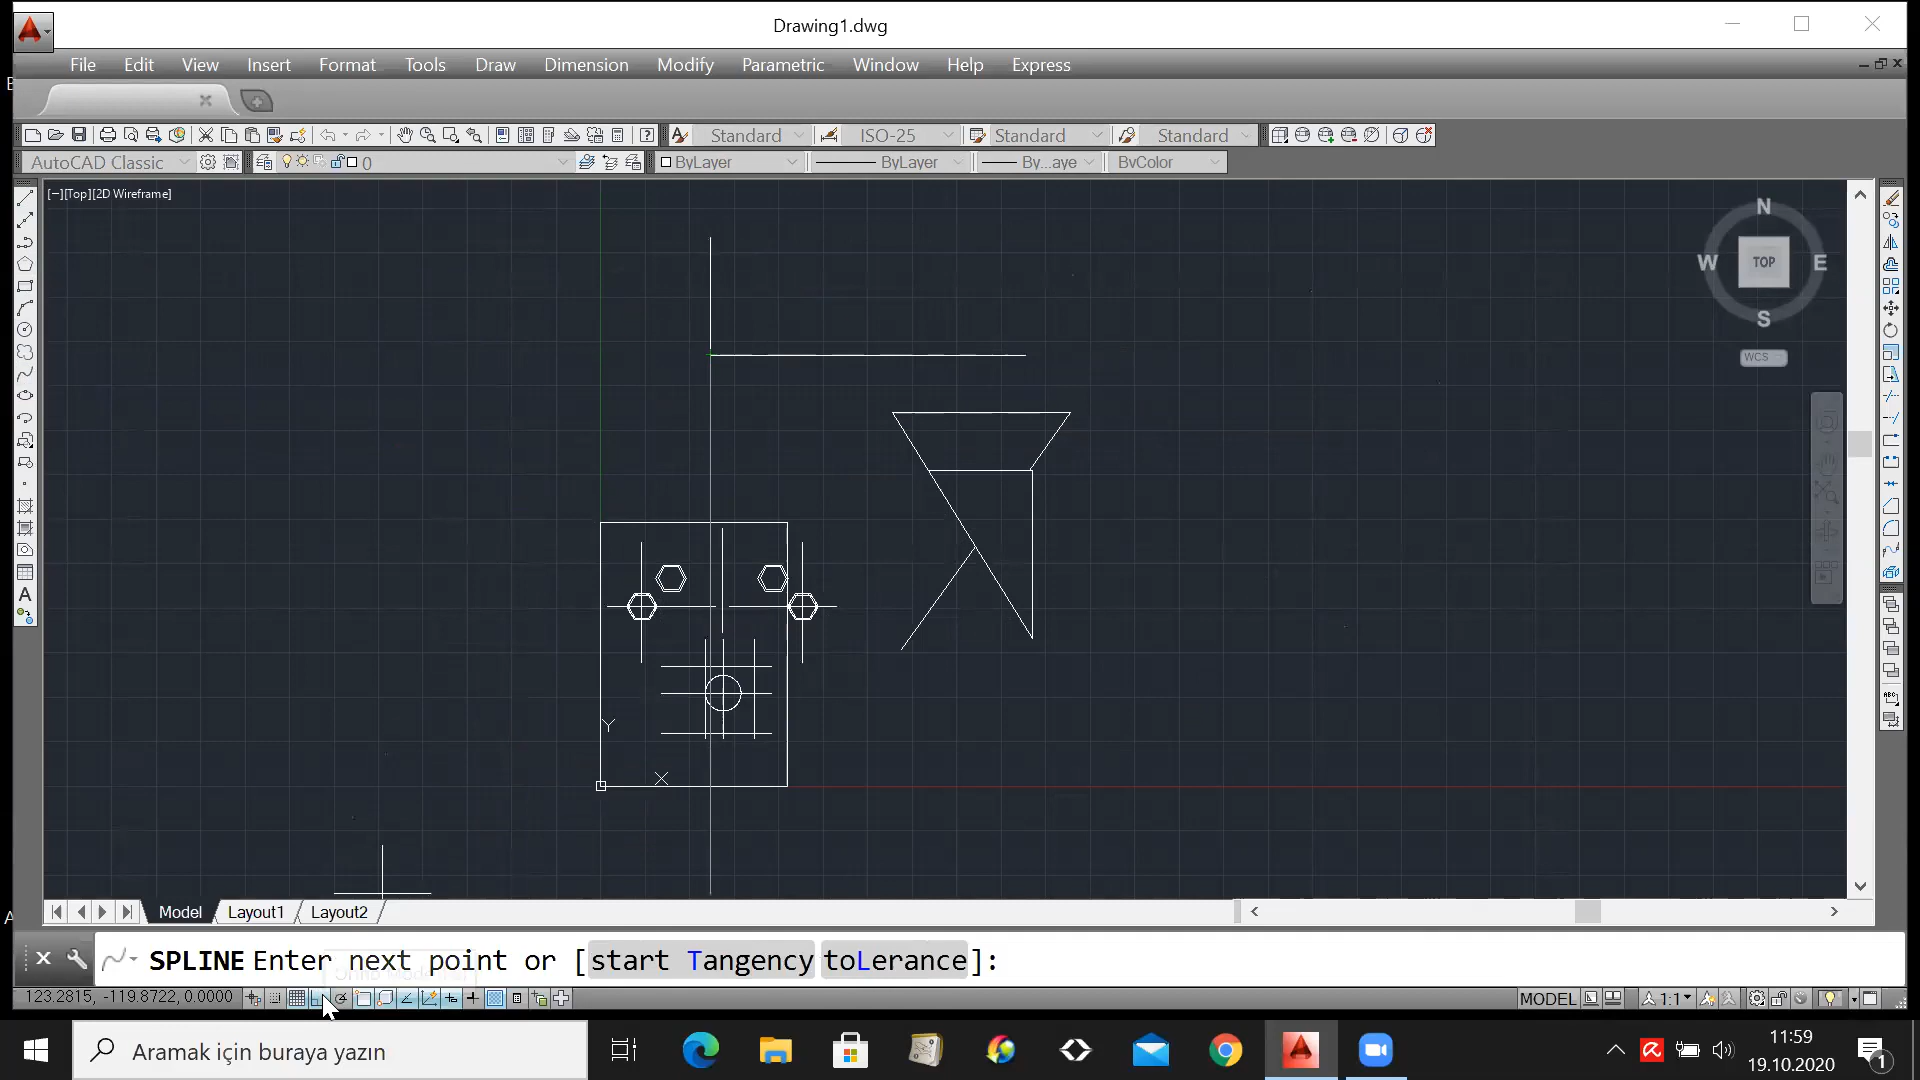 Drawing1.dwg
File Edit View Insert Format Tools Draw Dimension Modify Parametric Window Help Express
Standard ISO-25 Standard Standard
AutoCAD Classic 0 ByLayer ByLayer By...aye ByColor
[−][Top][2D Wireframe]
N
W TOP E
S
WCS
Y
X
A
ABC
Model Layout1 Layout2
SPLINE Enter next point or [start Tangency toLerance]:
123.2815, -119.8722, 0.0000 MODEL 1:1
Aramak için buraya yazın
11:59
19.10.2020
1